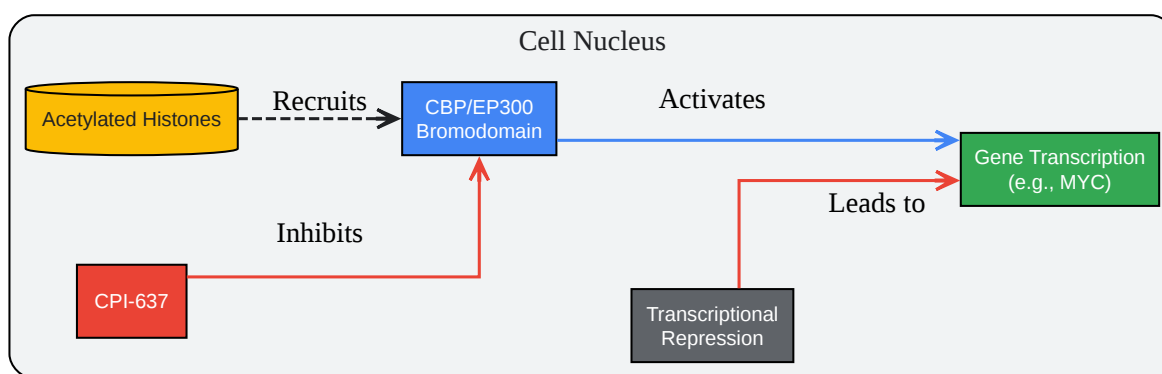 Cell Nucleus
Acetylated Histones
Recruits
CBP/EP300
Bromodomain
Activates
Gene Transcription
(e.g., MYC)
Leads to
Inhibits
CPI-637
Transcriptional
Repression